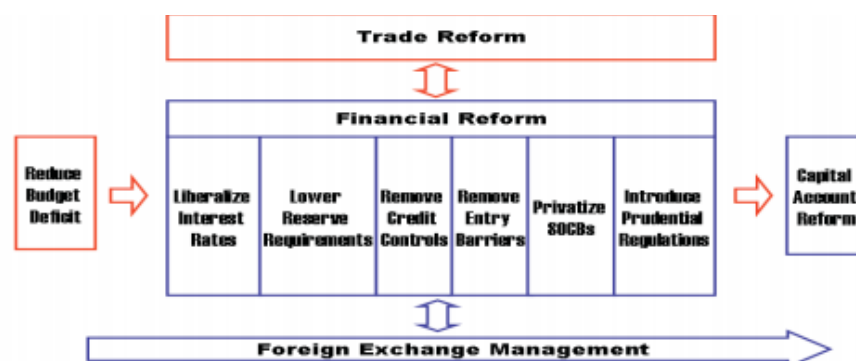 Trade Reform
Financial Reform
Reduce
Budget
Deficit
Liberalize
Interest
Rates
Lower
Reserve
Requirements
Remove
Credit
Controls
Remove
Entry
Barriers
Privatize
SOCBs
Introduce
Prudential
Regulations
Capital
Account
Reform
Foreign Exchange Management